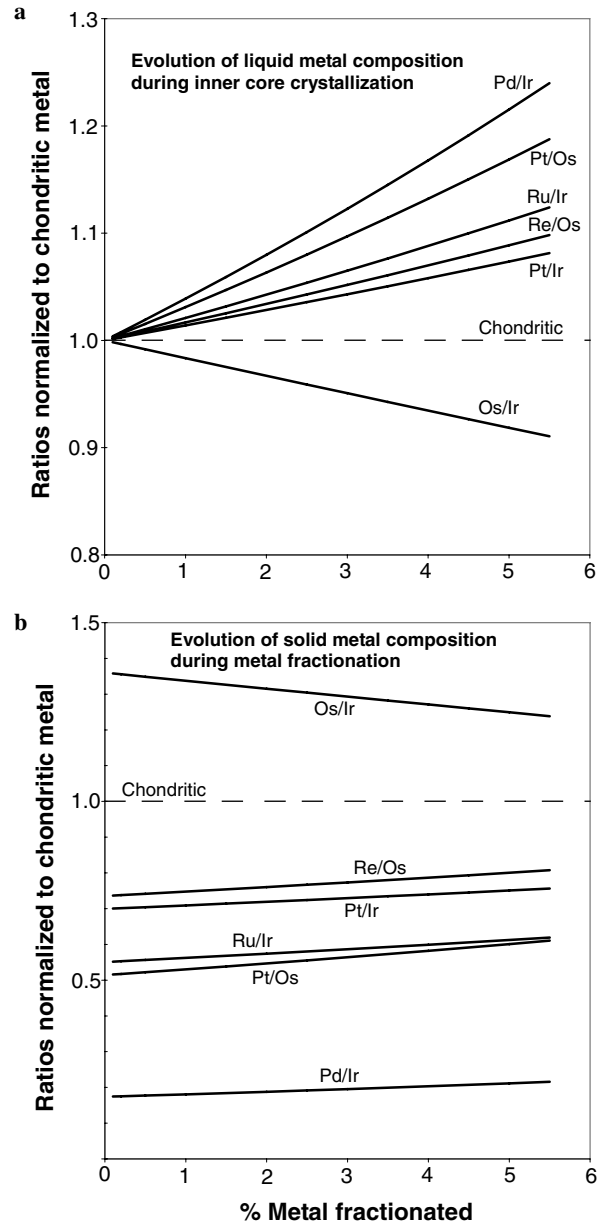 a
Ratios normalized to chondritic metal
1.3
1.2
1.1
1.0
0.9
0.8
Evolution of liquid metal composition
during inner core crystallization
Pd/Ir
Pt/Os
Ru/Ir
Re/Os
Pt/Ir
Chondritic
Os/Ir
0 1 2 3 4 5 6
b
Ratios normalized to chondritic metal
1.5
1.0
0.5
Evolution of solid metal composition
during metal fractionation
Os/Ir
Chondritic
Re/Os
Pt/Ir
Ru/Ir
Pt/Os
Pd/Ir
0 1 2 3 4 5 6
% Metal fractionated